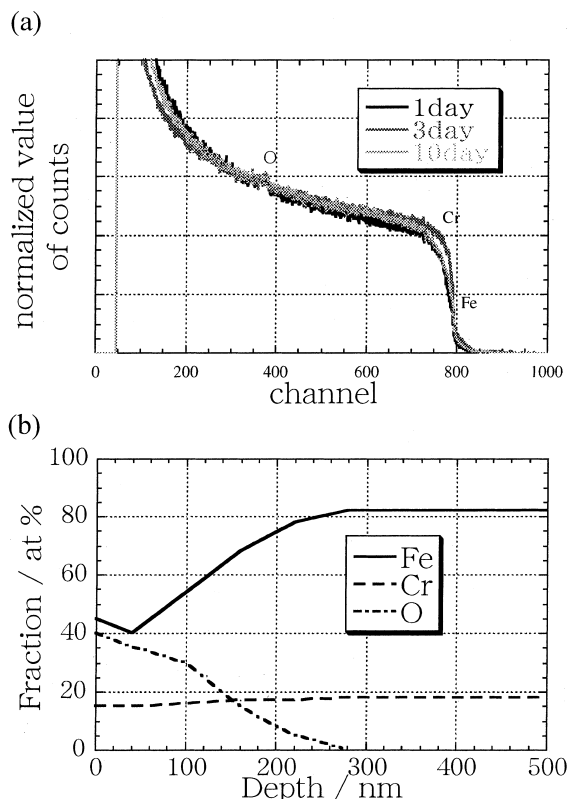 (a)
normalized value
of counts
1day
3day
10day
O
Cr
Fe
0 200 400 600 800 1000
channel
(b)
100
80
60
40
20
0
Fraction / at %
Fe
Cr
O
0 100 200 300 400 500
Depth / nm